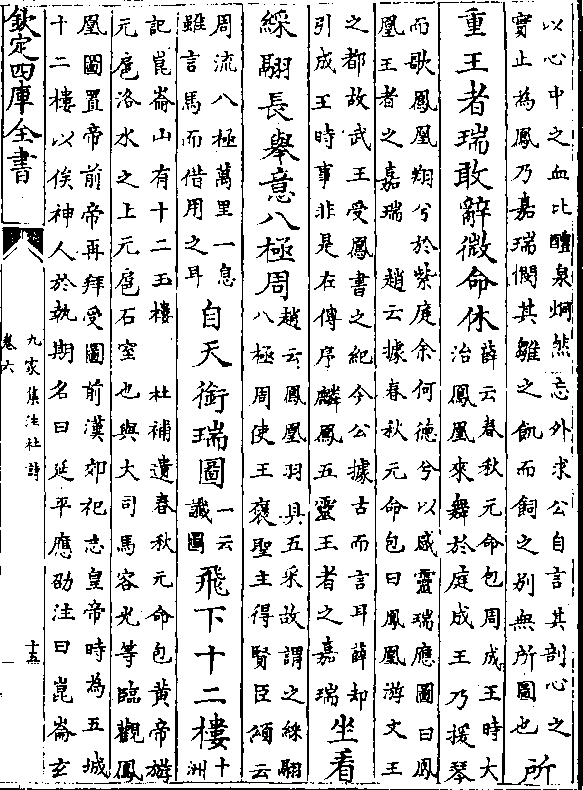 以心中之血比醴泉炯然忘外求公自言其剖心之
實止為鳳乃嘉瑞憫其雛之飢而飼之别無所圖也
所
重王者瑞敢辭微命休
薛云春秋元命包周成王時大
治鳳凰來舞於庭成王乃援琴
而歌鳳凰翔兮於紫庭余何德兮以感靈瑞應圖曰鳳
凰王者之嘉瑞 趙云據春秋元命包曰鳳凰游文王
之都故武王受鳳書之紀今公據古而言耳薛却
引成王時事非是在傳序麟鳳五靈王者之嘉瑞
坐看
綵翮長舉意八極周
趙云鳳凰羽具五采故謂之綵翮
八極周使王褒聖主得賢臣頌云
周流八極萬里一息
雖言馬而借用之耳
自天銜瑞圖
一云
讖圖
飛下十二樓
十
洲
記崑崙山有十二玉樓 杜補遺春秋元命包黄帝游
元扈洛水之上元扈石室也與大司馬容光等臨觀鳳
凰圖置帝前帝再拜受圖前漢郊祀志皇帝時為五城
十二樓以俟神人於執期名曰延平應劭注曰崑崙玄
欽定四庫全書
九家集注杜詩
卷六
十五